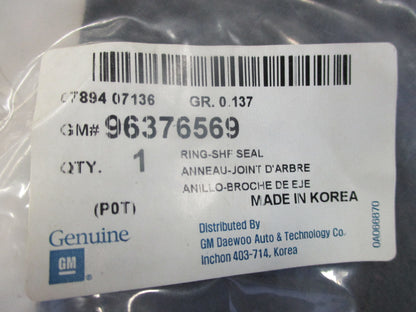 07894 07136 GR. 0.137
GM# 96376569
QTY. 1 RING-SHF SEAL
ANNEAU-JOINT D'ARBRE
ANILLO-BROCHE DE EJE
(P0T) MADE IN KOREA
Genuine
GM
Distributed By
GM Daewoo Auto & Technology Co.
Inchon 403-714, Korea
0A066870